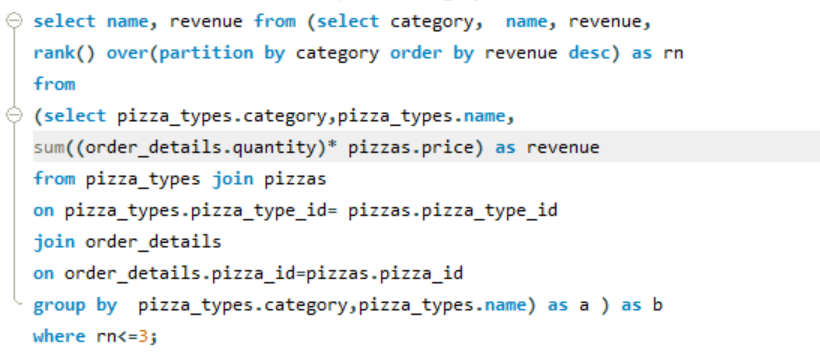 select name, revenue from (select category,  name, revenue,
rank() over(partition by category order by revenue desc) as rn
from
(select pizza_types.category,pizza_types.name,
sum((order_details.quantity)* pizzas.price) as revenue
from pizza_types join pizzas
on pizza_types.pizza_type_id= pizzas.pizza_type_id
join order_details
on order_details.pizza_id=pizzas.pizza_id
group by  pizza_types.category,pizza_types.name) as a ) as b
where rn<=3;